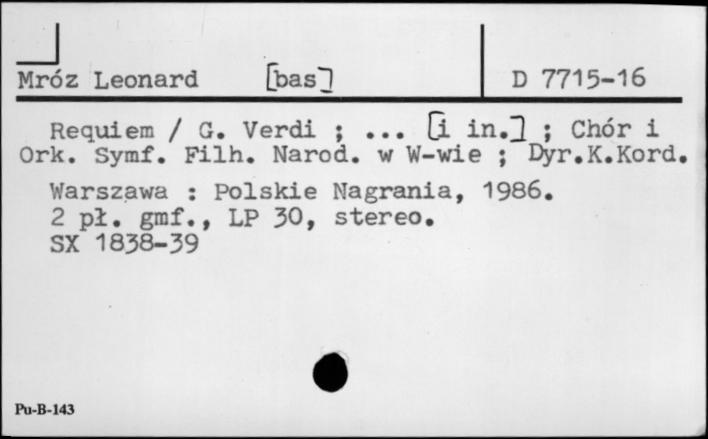 Mróz Leonard [bas] D 7715-16
Requiem / G. Verdi ; ... [i in.] ; Chór i
Ork. Symf. Filh. Narod. w W-wie ; Dyr.K.Kord.
Warszawa : Polskie Nagrania, 1986.
2 pł. gmf., LP 30, stereo.
SX 1838-39
Pu-B-143